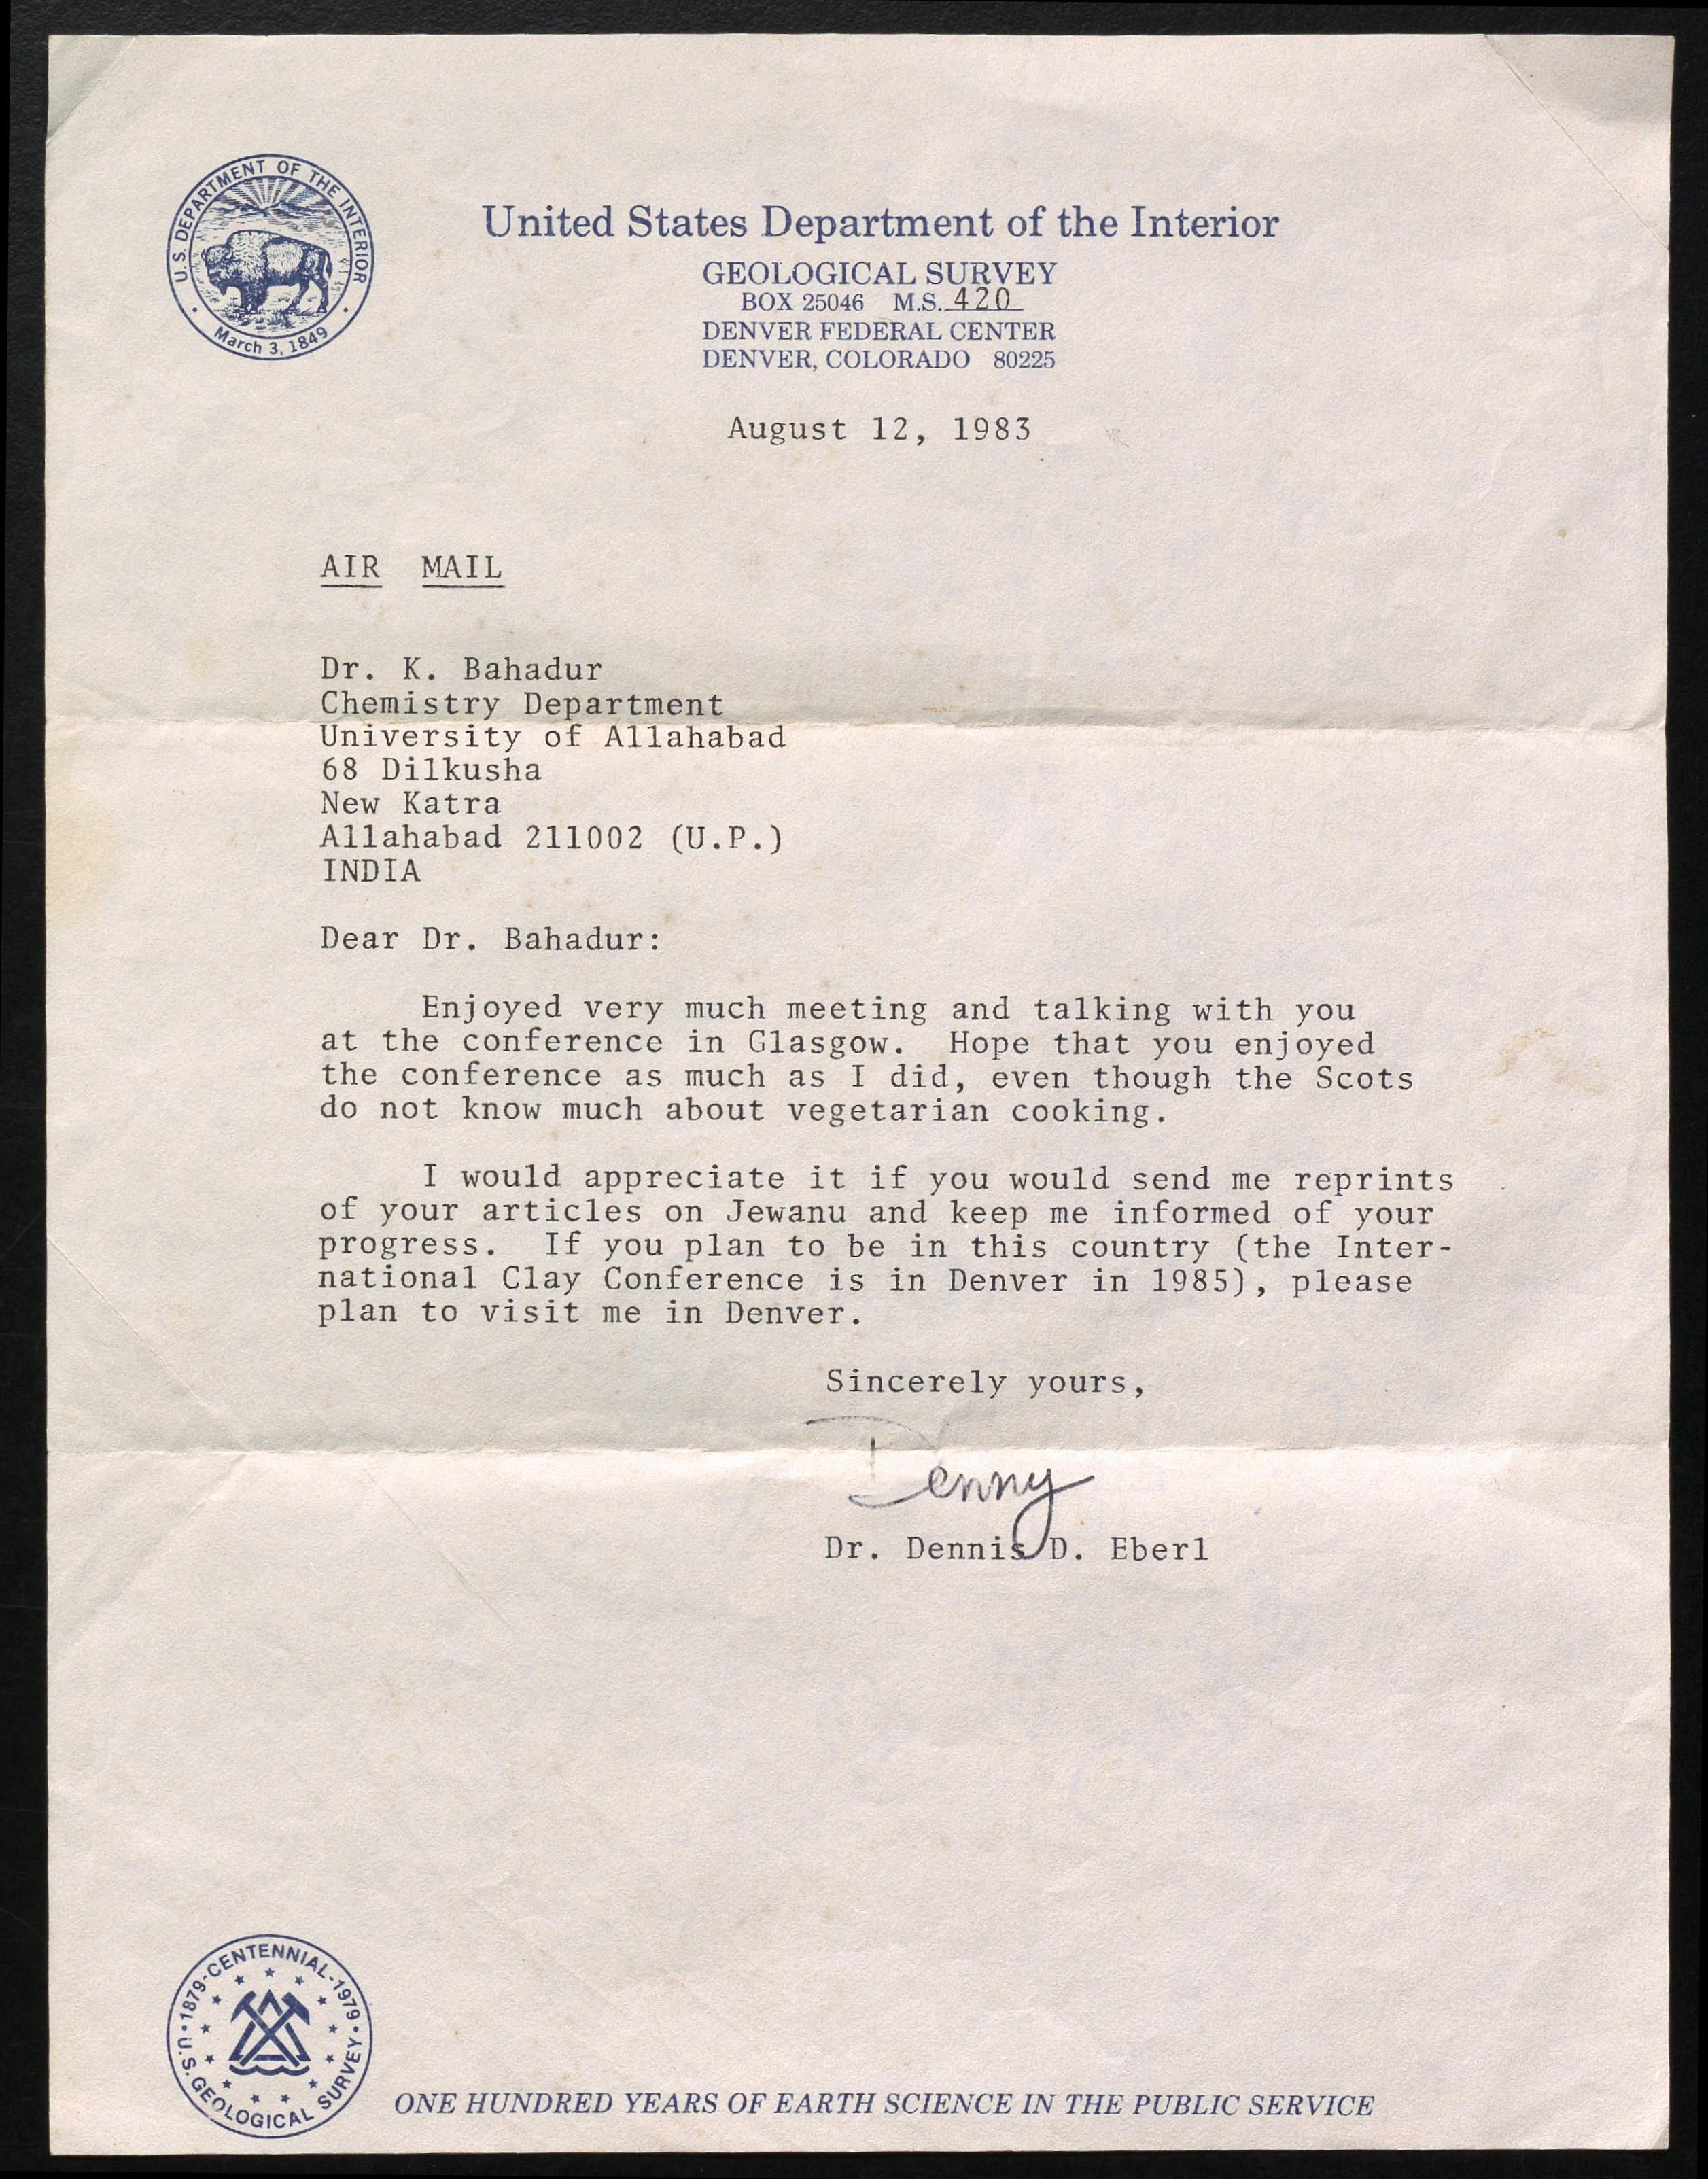 U.S. DEPARTMENT OF THE INTERIOR
March 3, 1849
United States Department of the Interior
GEOLOGICAL SURVEY
BOX 25046 M.S. 420
DENVER FEDERAL CENTER
DENVER, COLORADO 80225
August 12, 1983
AIR MAIL
Dr. K. Bahadur
Chemistry Department
University of Allahabad
68 Dilkusha
New Katra
Allahabad 211002 (U.P.)
INDIA
Dear Dr. Bahadur:
Enjoyed very much meeting and talking with you
at the conference in Glasgow. Hope that you enjoyed
the conference as much as I did, even though the Scots
do not know much about vegetarian cooking.
I would appreciate it if you would send me reprints
of your articles on Jewanu and keep me informed of your
progress. If you plan to be in this country (the Inter-
national Clay Conference is in Denver in 1985), please
plan to visit me in Denver.
Sincerely yours,
Denny
Dr. Dennis D. Eberl
1879-CENTENNIAL-1979
U.S. GEOLOGICAL SURVEY
ONE HUNDRED YEARS OF EARTH SCIENCE IN THE PUBLIC SERVICE